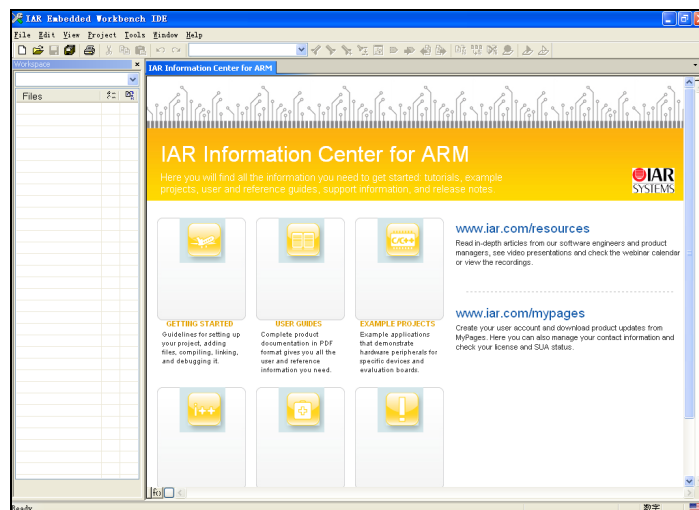 IAR Embedded Workbench IDE
File Edit View Project Tools Window Help
Workspace
IAR Information Center for ARM
Files
IAR Information Center for ARM
Here you will find all the information you need to get started: tutorials, example
projects, user and reference guides, support information, and release notes.
IAR
SYSTEMS
www.iar.com/resources
Read in-depth articles from our software engineers and product
managers, see video presentations and check the webinar calendar
or view the recordings.
C/C++
GETTING STARTED
Guidelines for setting up
your project, adding
files, compiling, linking,
and debugging it.
USER GUIDES
Complete product
documentation in PDF
format gives you all the
user and reference
information you need.
EXAMPLE PROJECTS
Example applications
that demonstrate
hardware peripherals for
specific devices and
evaluation boards.
www.iar.com/mypages
Create your user account and download product updates from
MyPages. Here you can also manage your contact information and
check your license and SUA status.
i++
Ready
数字